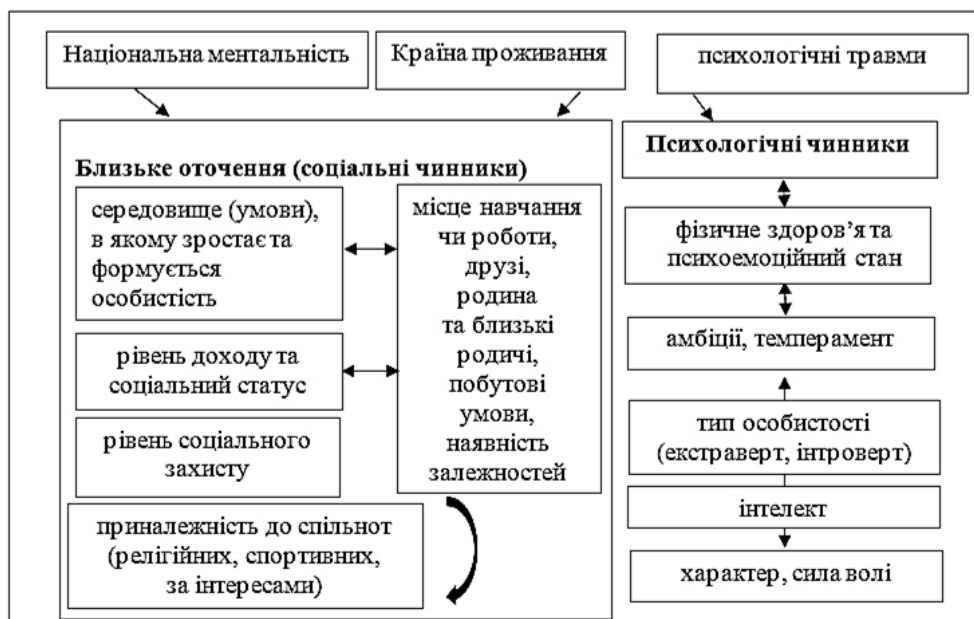 Національна ментальність
Країна проживання
психологічні травми
Близьке оточення (соціальні чинники)
середовище (умови),
в якому зростає та
формується
особистість
рівень доходу та
соціальний статус
рівень соціального
захисту
приналежність до спільнот
(релігійних, спортивних,
за інтересами)
місце навчання
чи роботи,
друзі,
родина
та близькі
родичі,
побутові
умови,
наявність
залежностей
Психологічні чинники
фізичне здоров’я та
психоемоційний стан
амбіції, темперамент
тип особистості
(екстраверт, інтроверт)
інтелект
характер, сила волі